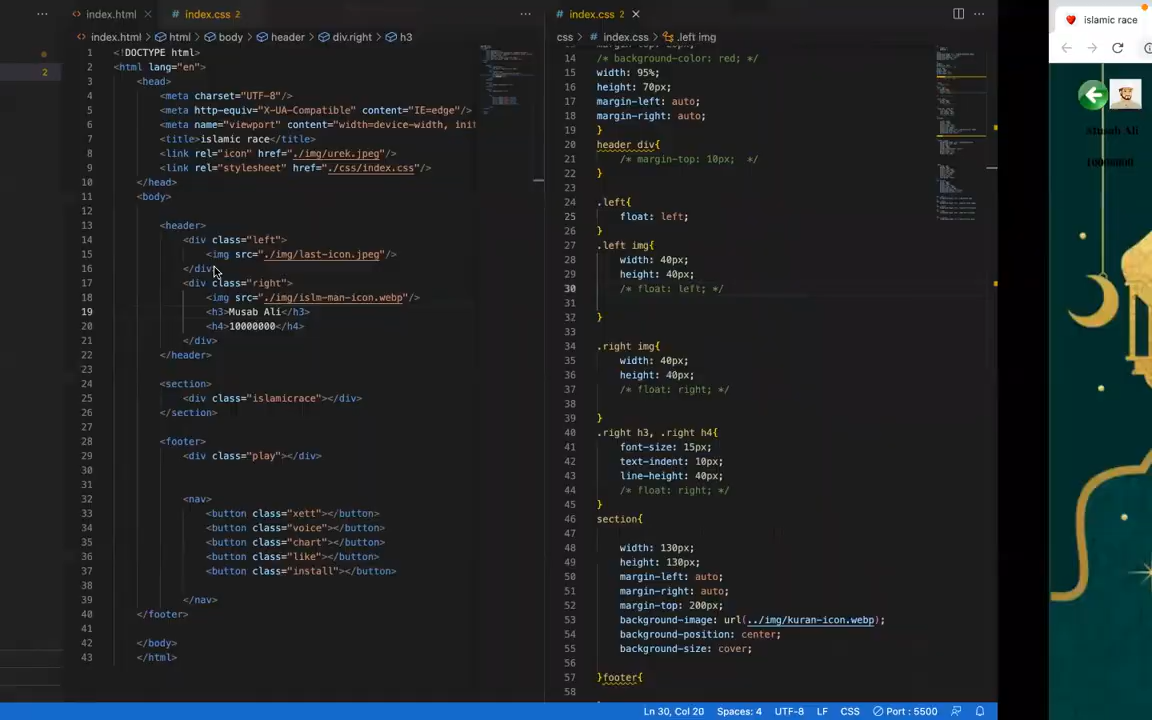 index.html
index.css 2
index.html html body header div.right h3
1 <!DOCTYPE html>
2 <html lang="en">
3 <head>
4 <meta charset="UTF-8"/>
5 <meta http-equiv="X-UA-Compatible" content="IE=edge"/>
6 <meta name="viewport" content="width=device-width, init
7 <title>islamic race</title>
8 <link rel="icon" href="./img/urek.jpeg"/>
9 <link rel="stylesheet" href="./css/index.css"/>
10 </head>
11 <body>
12
13 <header>
14 <div class="left">
15 <img src="./img/last-icon.jpeg"/>
16 </div>
17 <div class="right">
18 <img src="./img/islm-man-icon.webp"/>
19 <h3>Musab Ali</h3>
20 <h4>10000000</h4>
21 </div>
22 </header>
23
24 <section>
25 <div class="islamicrace"></div>
26 </section>
27
28 <footer>
29 <div class="play"></div>
30
31
32 <nav>
33 <button class="xett"></button>
34 <button class="voice"></button>
35 <button class="chart"></button>
36 <button class="like"></button>
37 <button class="install"></button>
38
39 </nav>
40 </footer>
41
42 </body>
43 </html>
2
index.css 2
css index.css .left img
14 /* background-color: red; */
15 width: 95%;
16 height: 70px;
17 margin-left: auto;
18 margin-right: auto;
19 }
20 header div{
21 /* margin-top: 10px; */
22 }
23
24 .left{
25 float: left;
26 }
27 .left img{
28 width: 40px;
29 height: 40px;
30 /* float: left; */
31
32 }
33
34 .right img{
35 width: 40px;
36 height: 40px;
37 /* float: right; */
38
39 }
40 .right h3, .right h4{
41 font-size: 15px;
42 text-indent: 10px;
43 line-height: 40px;
44 /* float: right; */
45 }
46 section{
47
48 width: 130px;
49 height: 130px;
50 margin-left: auto;
51 margin-right: auto;
52 margin-top: 200px;
53 background-image: url(../img/kuran-icon.webp);
54 background-position: center;
55 background-size: cover;
56
57 }footer{
58
Ln 30, Col 20 Spaces: 4 UTF-8 LF CSS Port : 5500
islamic race
Musab Ali
10000000